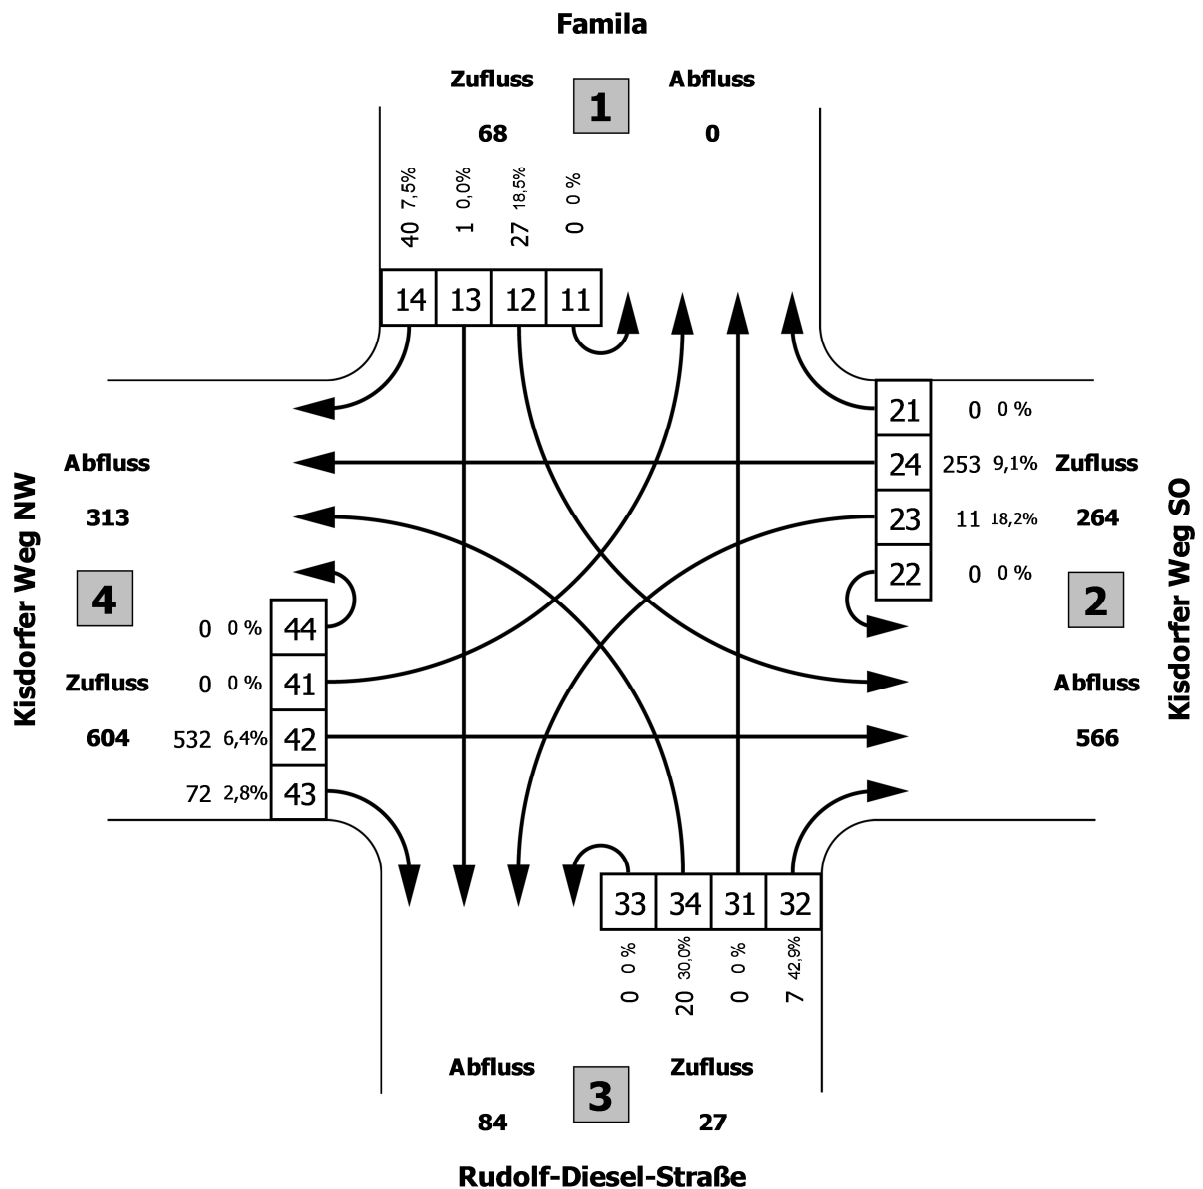 Famila
Zufluss 1 Abfluss
68 0
40 7,5%
1 0,0%
27 18,5%
0 0 %
14 13 12 11
21 0 0 %
24 253 9,1%
23 11 18,2%
22 0 0 %
Zufluss
264
2
Abfluss
566
Kisdorfer Weg SO
Kisdorfer Weg NW
Abfluss
313
4
Zufluss
604
0 0 % 44
0 0 % 41
532 6,4% 42
72 2,8% 43
33 34 31 32
0 0 %
20 30,0%
0 0 %
7 42,9%
Abfluss 3 Zufluss
84 27
Rudolf-Diesel-Straße